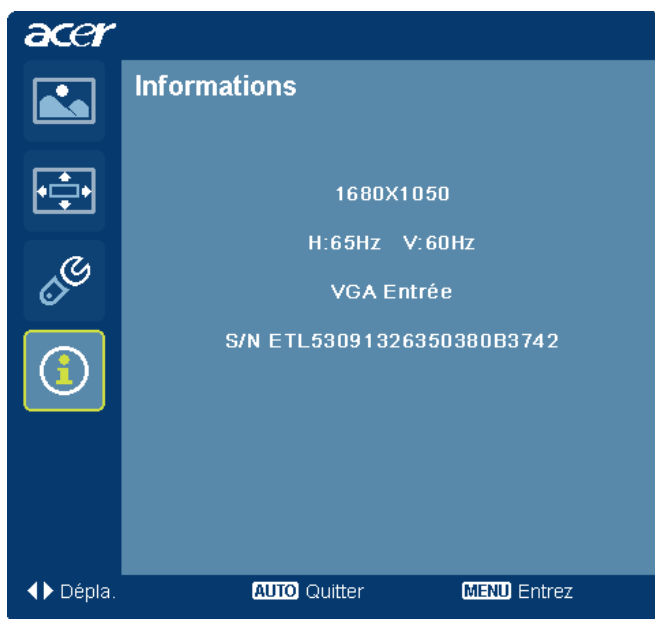 acer
Informations
1680X1050
H:65Hz V:60Hz
VGA Entrée
S/N ETL53091326350380B3742
Dépla. AUTO Quitter MENU Entrez